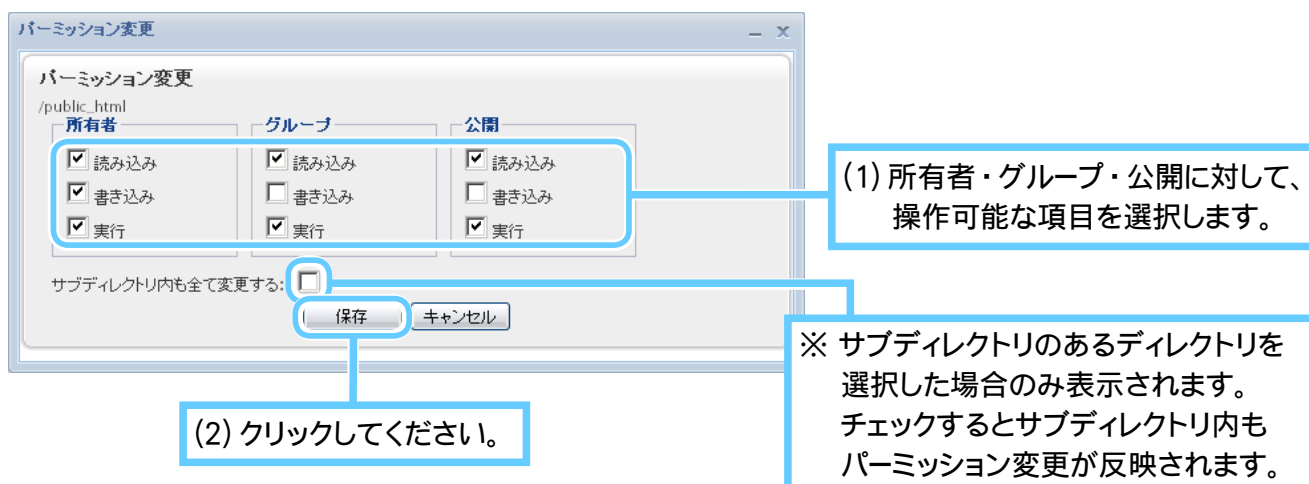 パーミッション変更
パーミッション変更
/public_html
所有者 グループ 公開
読み込み 読み込み 読み込み
書き込み 書き込み 書き込み
実行 実行 実行
サブディレクトリ内も全て変更する:
保存 キャンセル
(1) 所有者・グループ・公開に対して、
操作可能な項目を選択します。
(2) クリックしてください。
※ サブディレクトリのあるディレクトリを
選択した場合のみ表示されます。
チェックするとサブディレクトリ内も
パーミッション変更が反映されます。